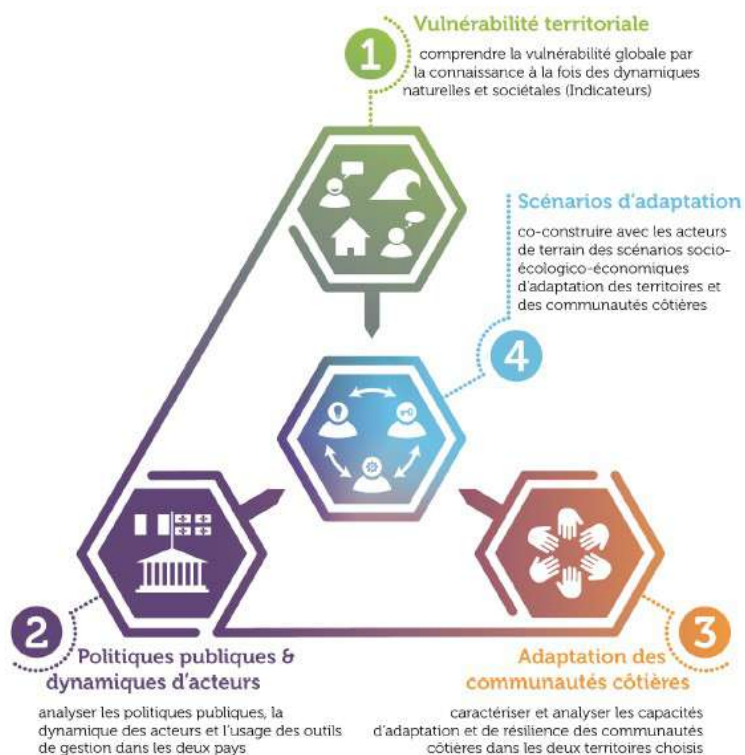 Vulnérabilité territoriale
1
comprendre la vulnérabilité globale par
la connaissance à la fois des dynamiques
naturelles et sociétales (Indicateurs)
Scénarios d'adaptation
co-construire avec les acteurs
de terrain des scénarios socio-
écologico-économiques
d'adaptation des territoires et
des communautés côtières
4
2
Politiques publiques &
dynamiques d'acteurs
analyser les politiques publiques, la
dynamique des acteurs et l'usage des outils
de gestion dans les deux pays
3
Adaptation des
communautés côtières
caractériser et analyser les capacités
d'adaptation et de résilience des communautés
côtières dans les deux territoires choisis